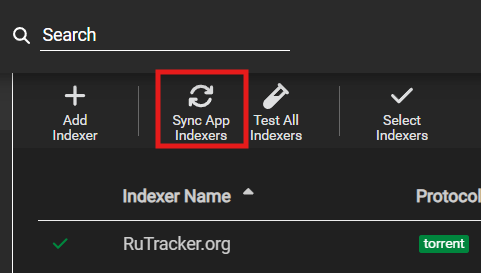 Search
Add
Indexer
Sync App
Indexers
Test All
Indexers
Select
Indexers
Indexer Name
Protocol
RuTracker.org
torrent